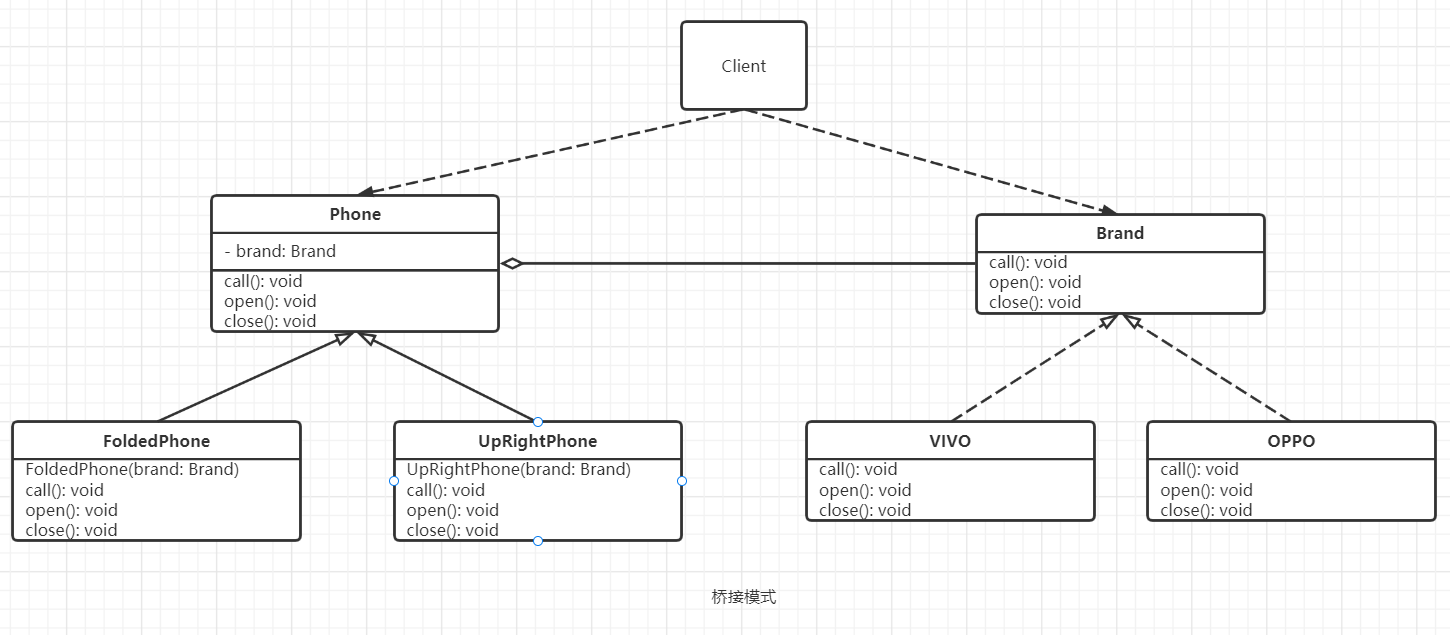 Client
Phone
- brand: Brand
call(): void
open(): void
close(): void
Brand
call(): void
open(): void
close(): void
FoldedPhone
FoldedPhone(brand: Brand)
call(): void
open(): void
close(): void
UpRightPhone
UpRightPhone(brand: Brand)
call(): void
open(): void
close(): void
VIVO
call(): void
open(): void
close(): void
OPPO
call(): void
open(): void
close(): void
桥接模式